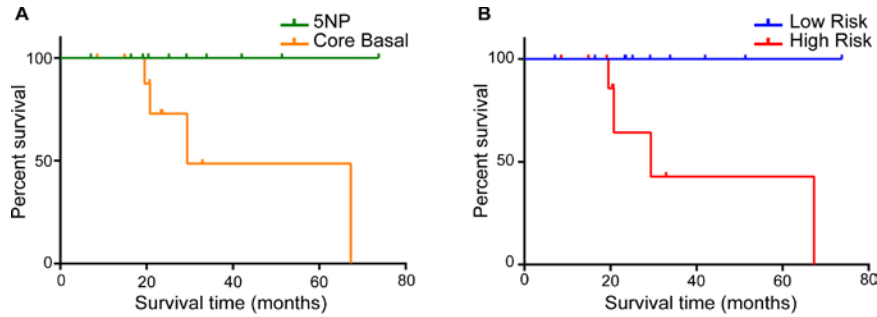 A
5NP
Core Basal
100
50
0
Percent survival
0 20 40 60 80
Survival time (months)
B
Low Risk
High Risk
100
50
0
Percent survival
0 20 40 60 80
Survival time (months)